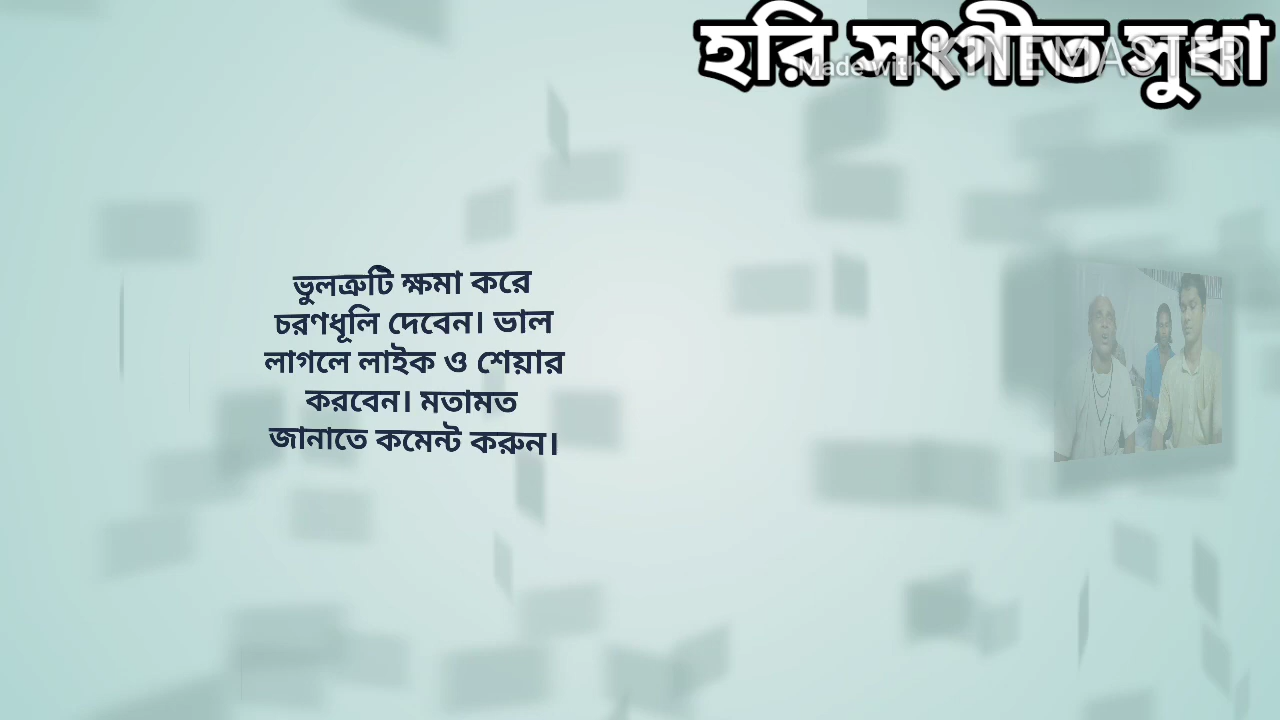 হরি সংগীত সুধা
Made with KINEMASTER
ভুলত্রুটি ক্ষমা করে
চরণধূলি দেবেন। ভাল
লাগলে লাইক ও শেয়ার
করবেন। মতামত
জানাতে কমেন্ট করুন।